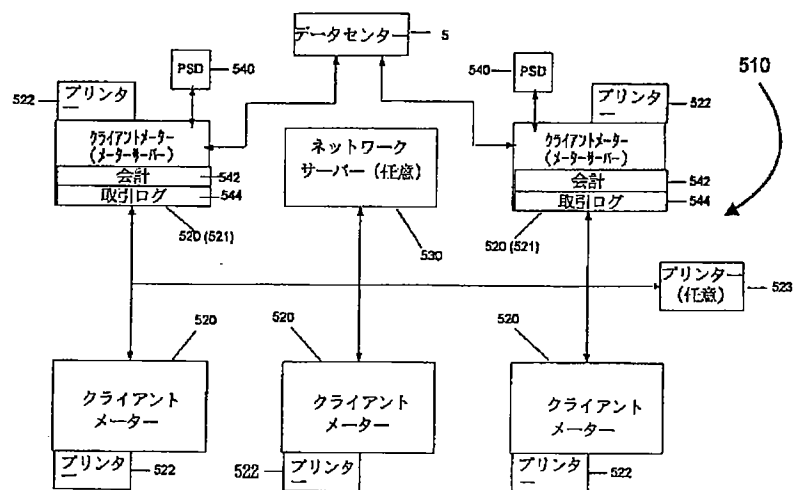 データセンター
5
PSD
540
540
PSD
510
522
プリンター
プリンター
522
クライアントメーター
(メーターサーバー)
ネットワーク
サーバー (任意)
クライアントメーター
(メーターサーバー)
会計
542
会計
542
取引ログ
544
取引ログ
544
520 (521)
530
520 (521)
プリンター
(任意)
523
520
520
520
クライアント
メーター
クライアント
メーター
クライアント
メーター
プリンター
522
522
プリンター
プリンター
522